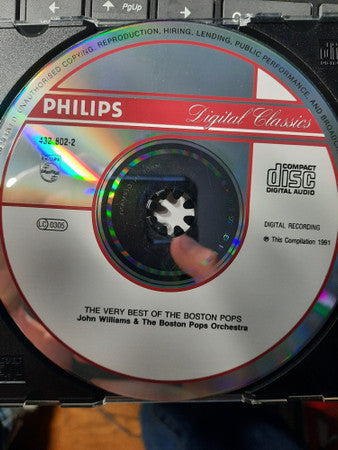 PgUp
UNAUTHORISED COPYING, REPRODUCTION, HIRING, LENDING, PUBLIC PERFORMANCE, AND
PHILIPS
Digital Classics
432 802-2
PHILIPS
COMPACT
disc
DIGITAL AUDIO
LC 0305
DIGITAL RECORDING
℗ This Compilation 1991
THE VERY BEST OF THE BOSTON POPS
John Williams & The Boston Pops Orchestra